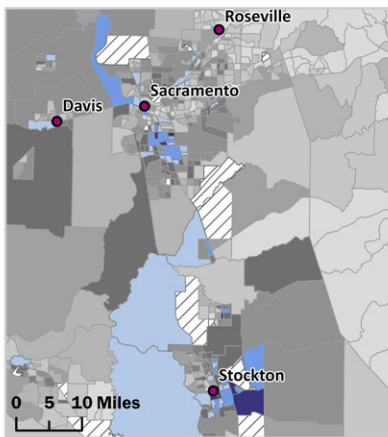 Roseville
Sacramento
Davis
Stockton
0 5 10 Miles